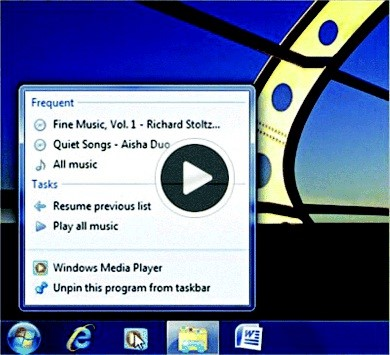 Frequent
Fine Music, Vol. 1 - Richard Stoltz...
Quiet Songs - Aisha Duo
All music
Tasks
Resume previous list
Play all music
Windows Media Player
Unpin this program from taskbar
W